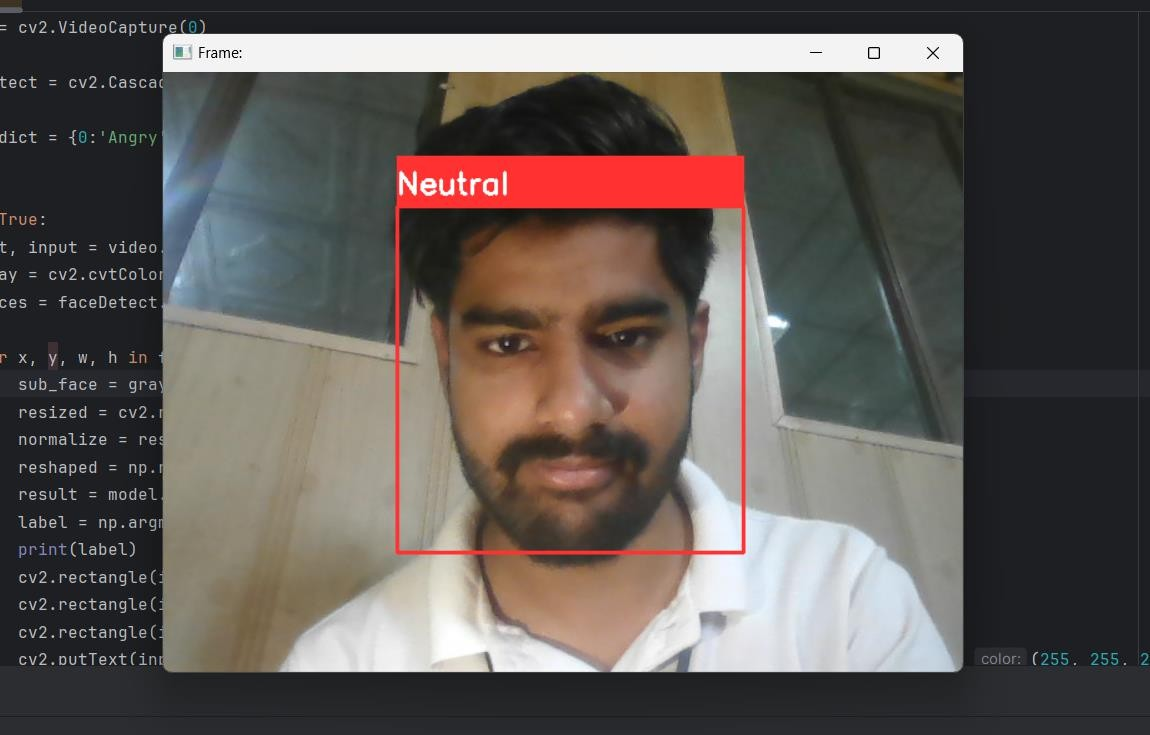 = cv2.VideoCapture(0)
Frame:
tect = cv2.Cascad
dict = {0:'Angry'
Neutral
True:
t, input = video.
ay = cv2.cvtColor
ces = faceDetect.
r x, y, w, h in f
sub_face = gray
resized = cv2.r
normalize = res
reshaped = np.r
result = model.
label = np.argm
print(label)
cv2.rectangle(i
cv2.rectangle(i
cv2.rectangle(i
cv2.putText(inp color: (255, 255, 2